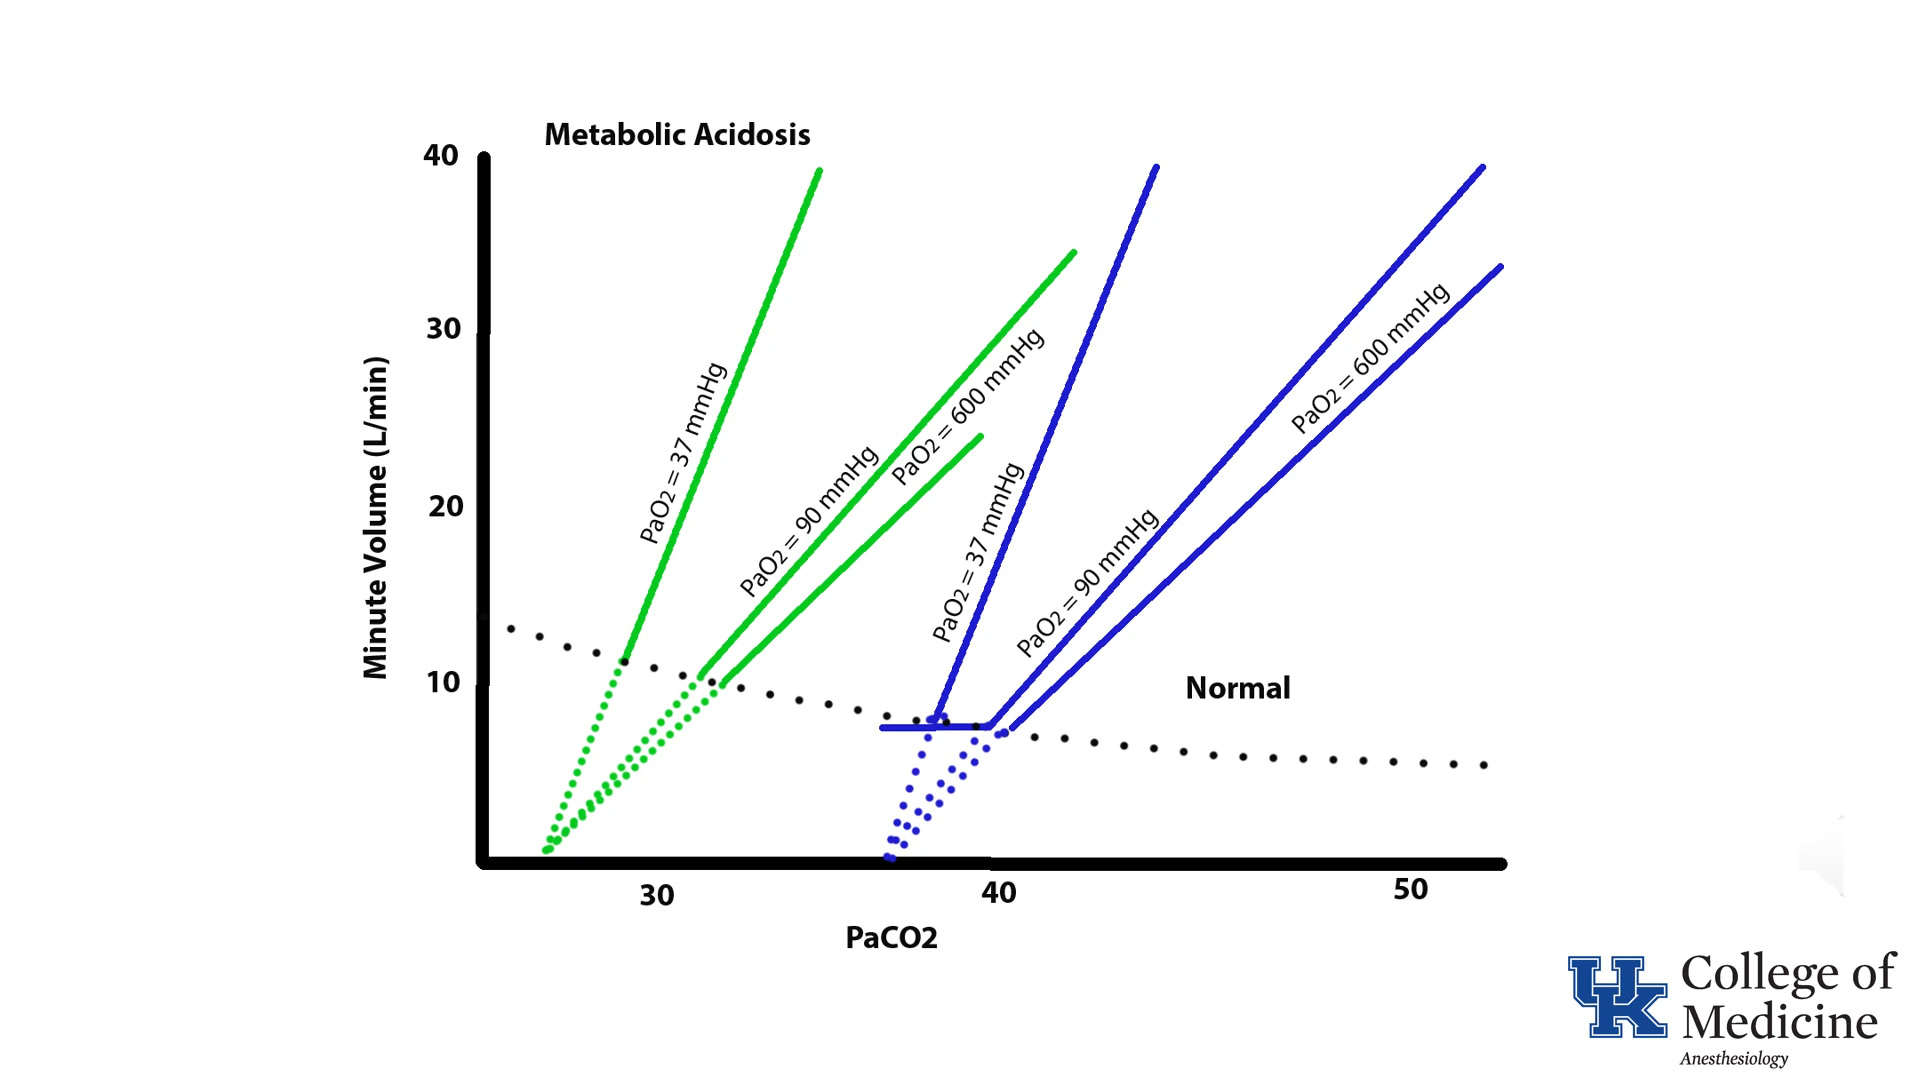 Metabolic Acidosis
40
30
20
10
Minute Volume (L/min)
PaO2 = 37 mmHg
PaO2 = 90 mmHg
PaO2 = 600 mmHg
PaO2 = 37 mmHg
PaO2 = 90 mmHg
PaO2 = 600 mmHg
Normal
30
40
50
PaCO2
UK
College of
Medicine
Anesthesiology